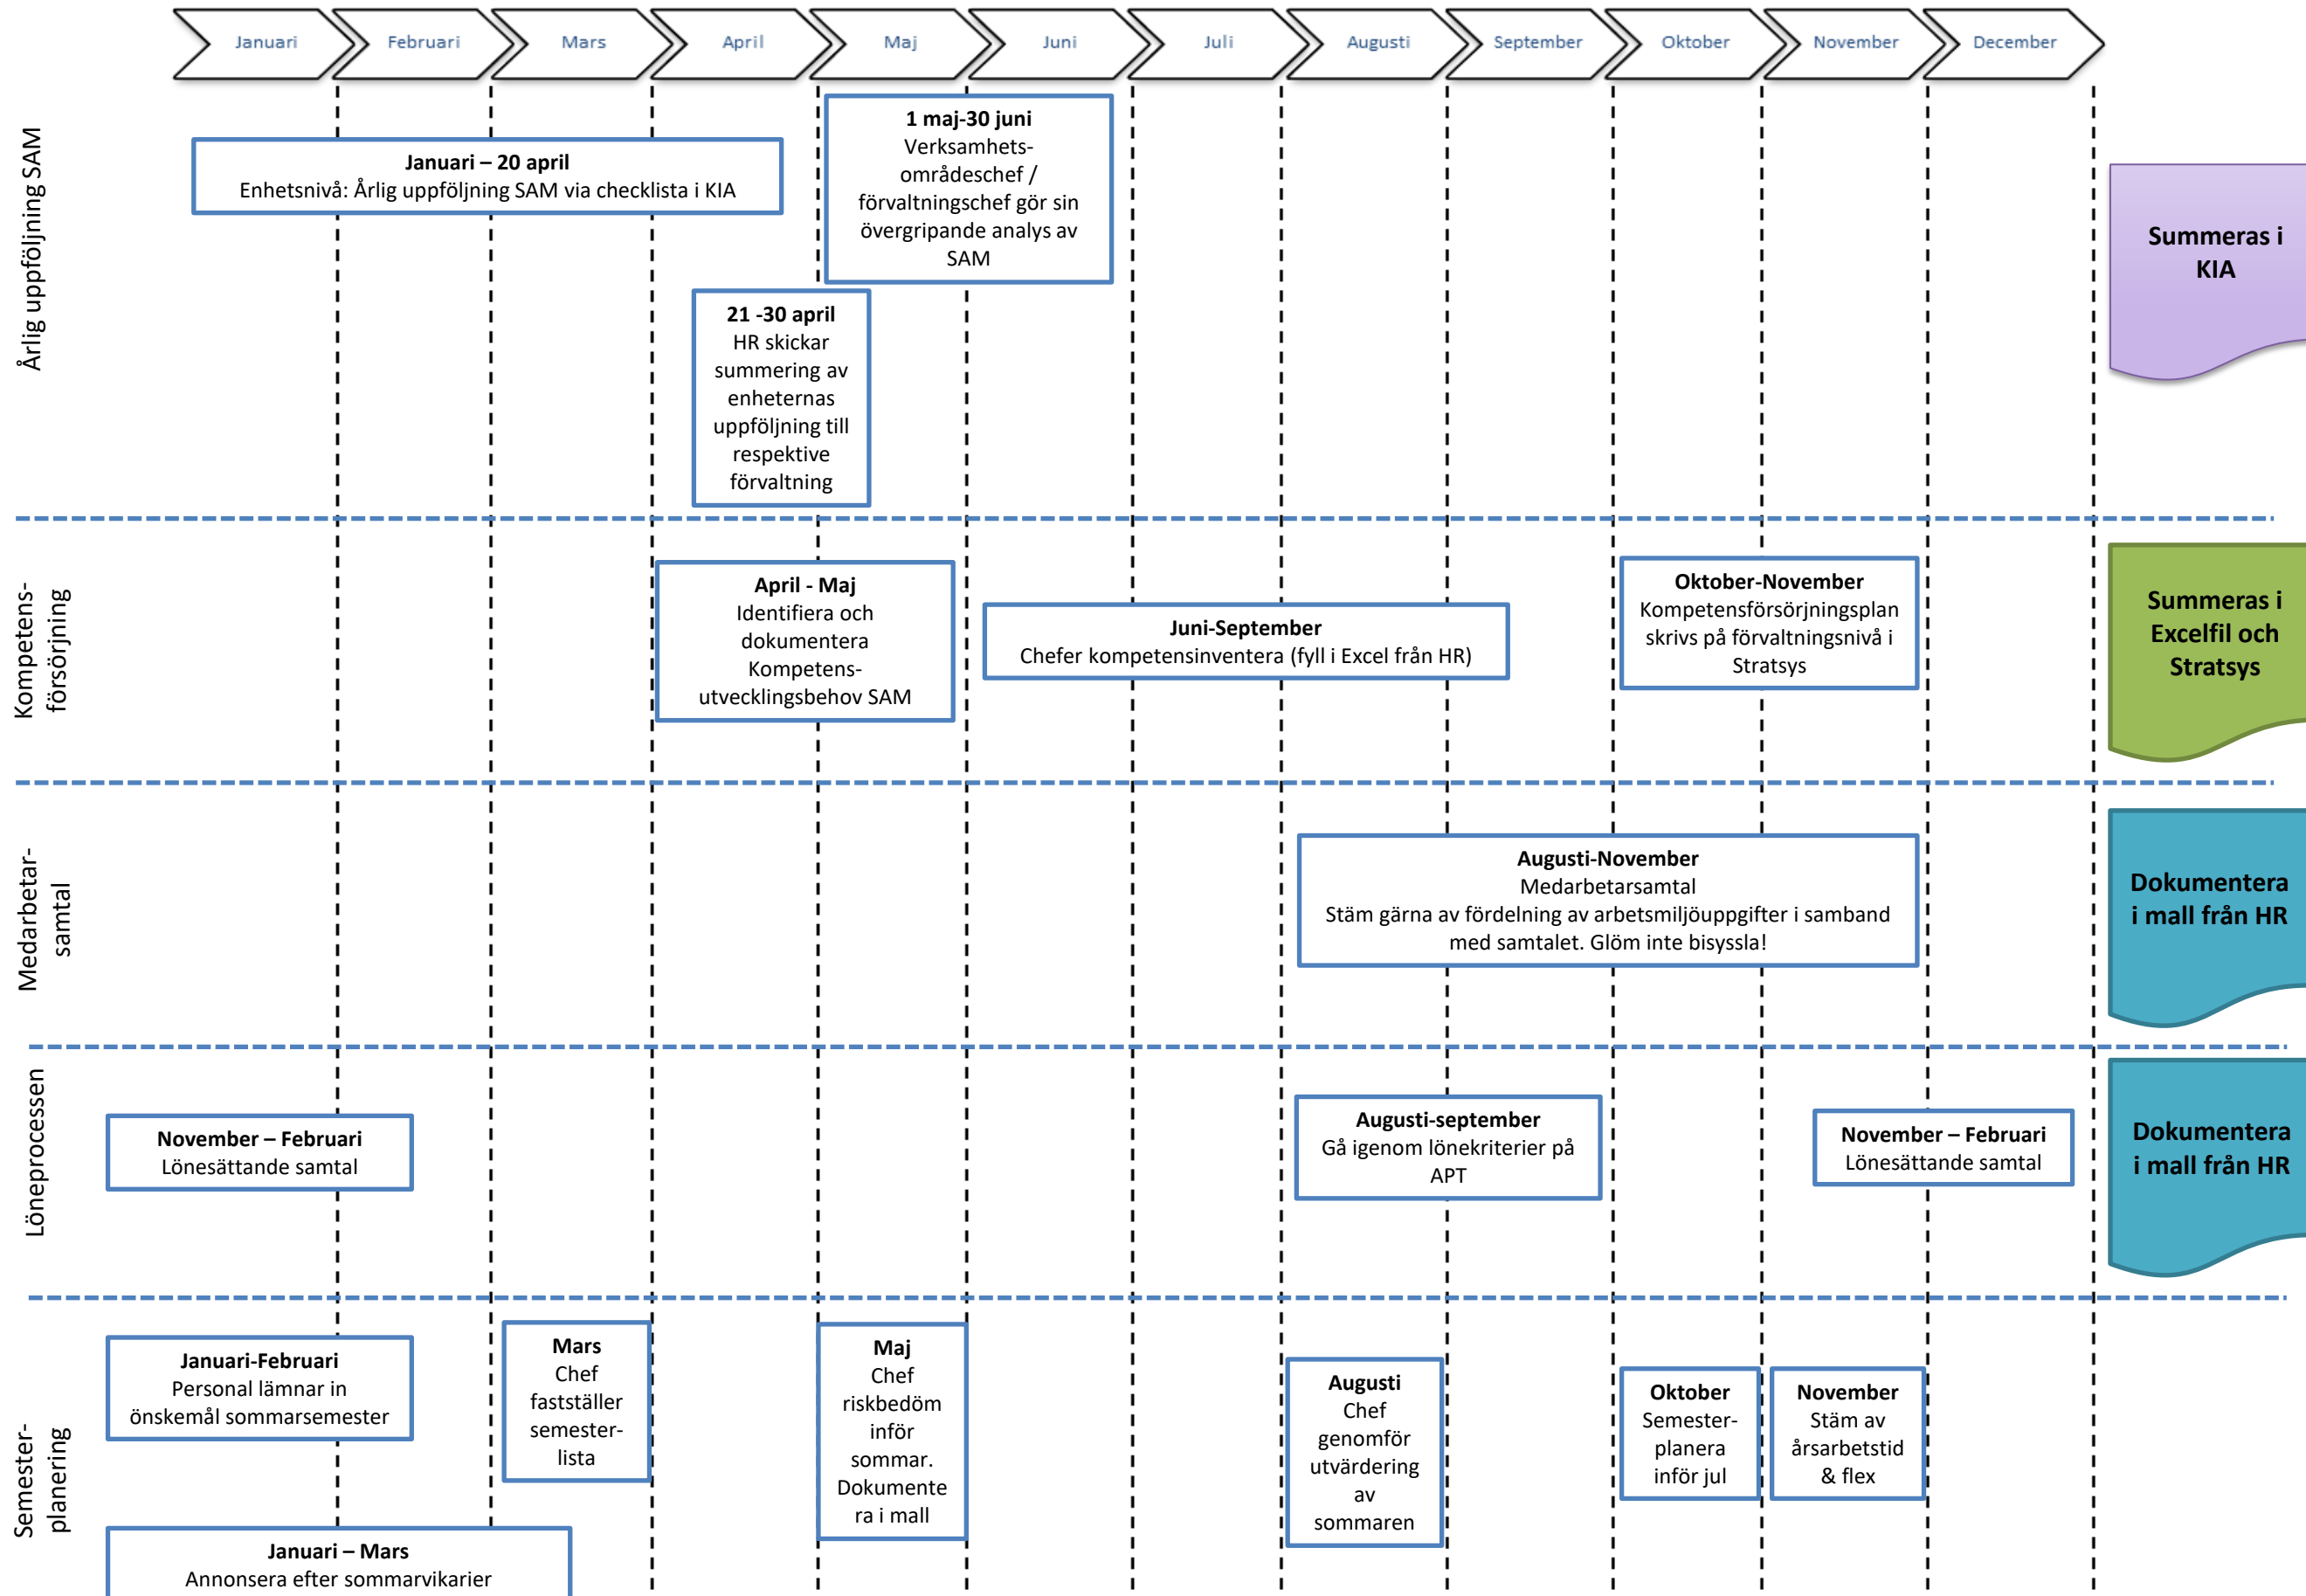 Januari
Februari
Mars
April
Maj
Juni
Juli
Augusti
September
Oktober
November
December
Årlig uppföljning SAM
Januari – 20 april
Enhetsnivå: Årlig uppföljning SAM via checklista i KIA
1 maj-30 juni
Verksamhets-
områdeschef /
förvaltningschef gör sin
övergripande analys av
SAM
21 -30 april
HR skickar
summering av
enheternas
uppföljning till
respektive
förvaltning
Summeras i
KIA
Kompetens-
försörjning
April - Maj
Identifiera och
dokumentera
Kompetens-
utvecklingsbehov SAM
Juni-September
Chefer kompetensinventera (fyll i Excel från HR)
Oktober-November
Kompetensförsörjningsplan
skrivs på förvaltningsnivå i
Stratsys
Summeras i
Excelfil och
Stratsys
Medarbetar-
samtal
Augusti-November
Medarbetarsamtal
Stäm gärna av fördelning av arbetsmiljöuppgifter i samband
med samtalet. Glöm inte bisyssla!
Dokumentera
i mall från HR
Löneprocessen
November – Februari
Lönesättande samtal
Augusti-september
Gå igenom lönekriterier på
APT
November – Februari
Lönesättande samtal
Dokumentera
i mall från HR
Semester-
planering
Januari-Februari
Personal lämnar in
önskemål sommarsemester
Mars
Chef
fastställer
semester-
lista
Maj
Chef
riskbedöm
inför
sommar.
Dokumente
ra i mall
Augusti
Chef
genomför
utvärdering
av
sommaren
Oktober
Semester-
planera
inför jul
November
Stäm av
årsarbetstid
& flex
Januari – Mars
Annonsera efter sommarvikarier